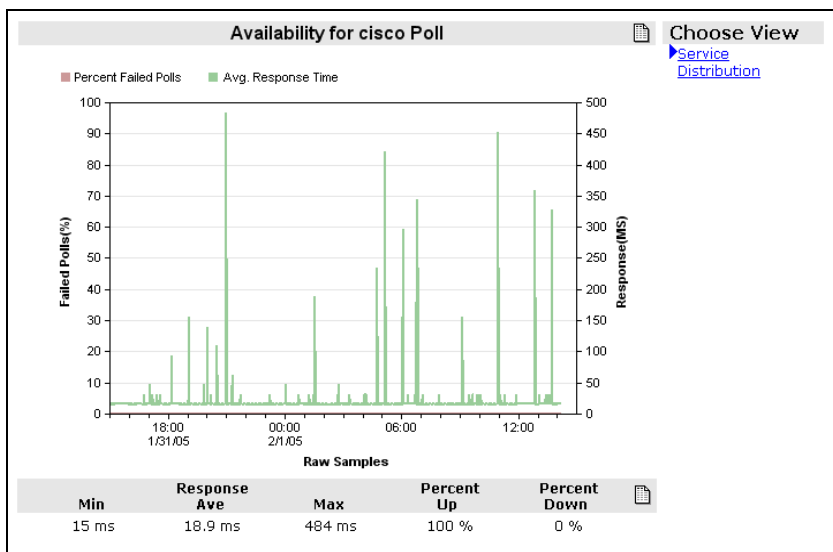 Availability for cisco Poll
Choose View
Service
Distribution
Percent Failed Polls
Avg. Response Time
100
90
80
70
60
50
40
30
20
10
0
Failed Polls(%)
500
450
400
350
300
250
200
150
100
50
0
Response(MS)
18:00
1/31/05
00:00
2/1/05
06:00
12:00
Raw Samples
Min
Response Ave
Max
Percent Up
Percent Down
15 ms
18.9 ms
484 ms
100 %
0 %